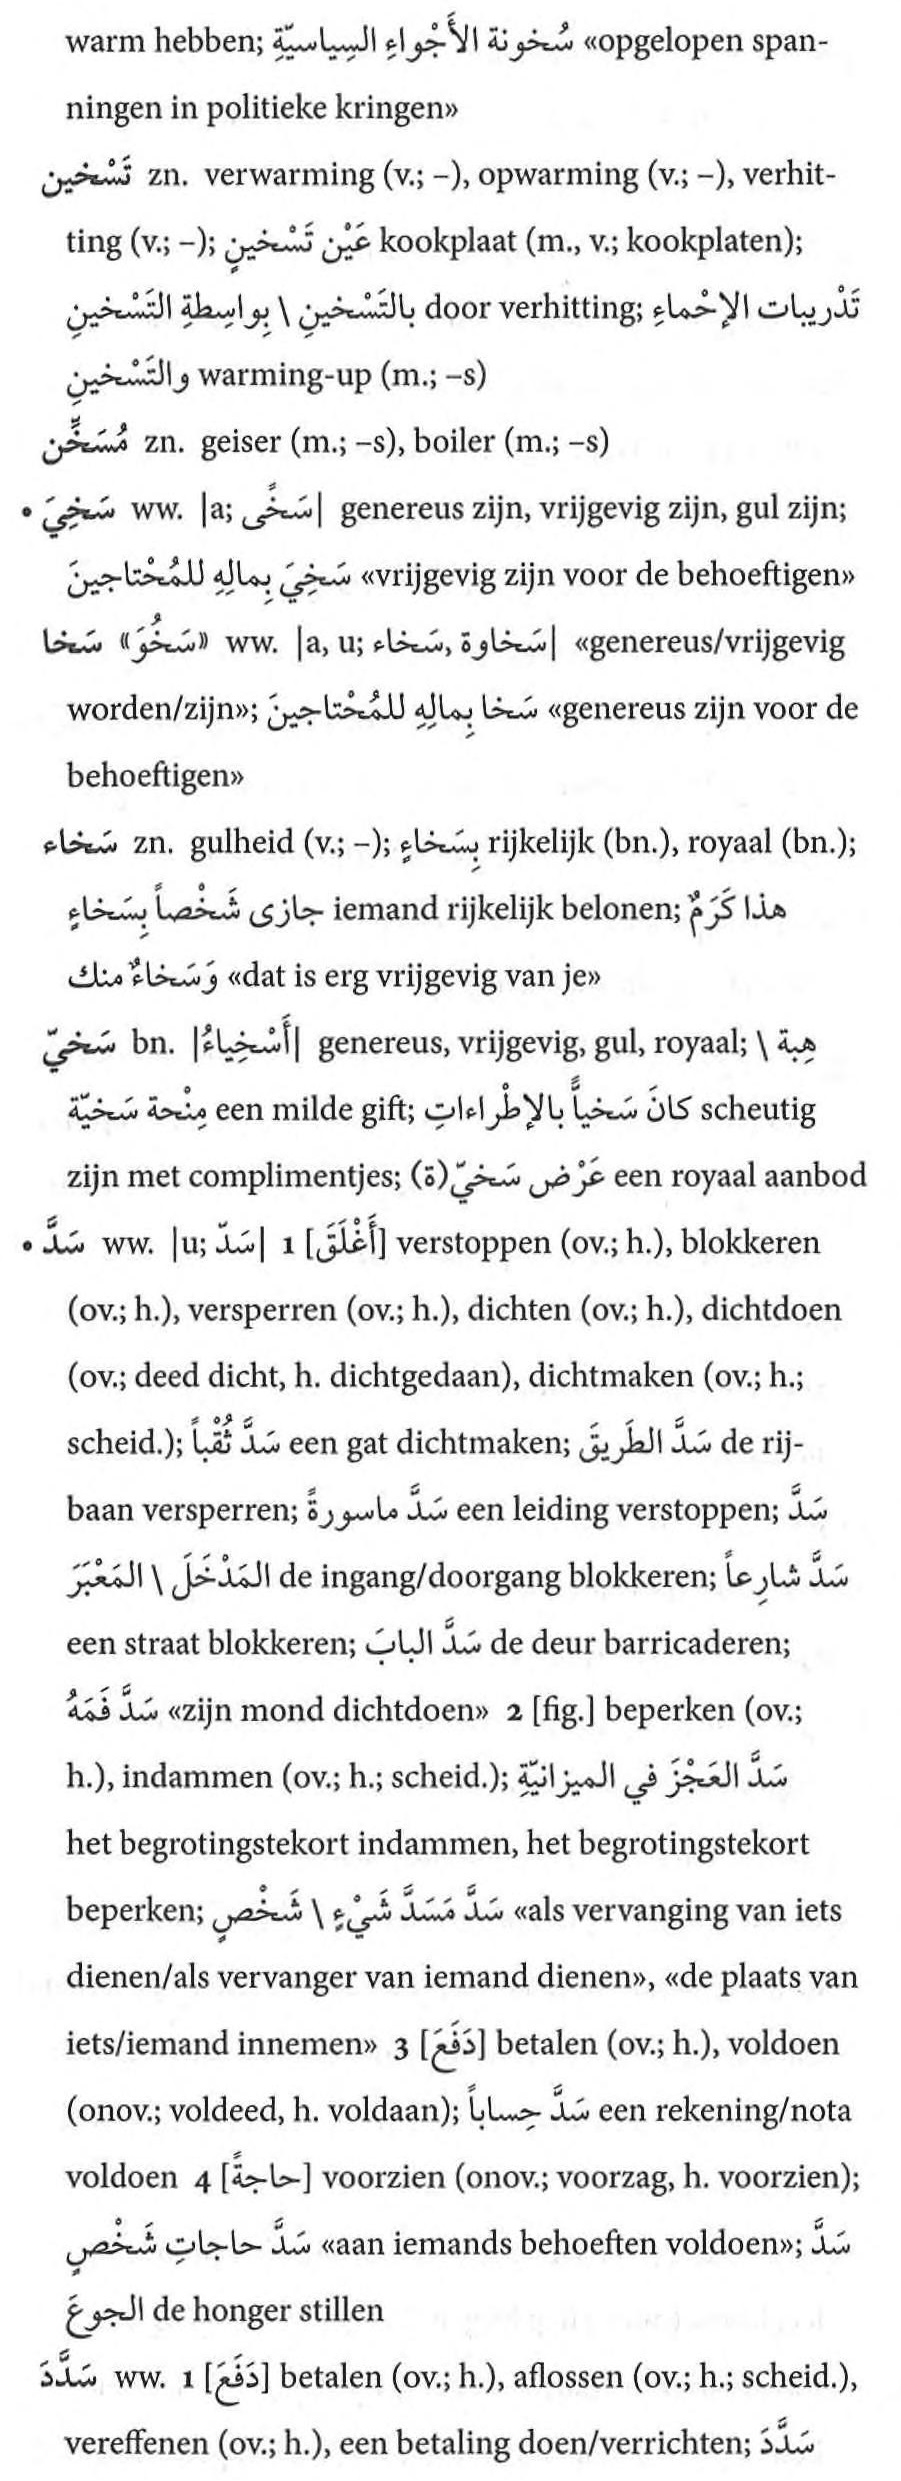 warm hebben; سُخونة الأَجْواءِ السِياسيّةِ «opgelopen span-
ningen in politieke kringen»
تَسْخين zn. verwarming (v.; –), opwarming (v.; –), verhit-
ting (v.; –); عَيْن تَسْخينٍ kookplaat (m., v.; kookplaten);
بالتَسْخينِ \ بِواسِطةِ التَسْخينِ door verhitting; تَدْريبات الإحْماءِ
والتَسْخينِ warming-up (m.; –s)
مُسَخِّن zn. geiser (m.; –s), boiler (m.; –s)
• سَخِيَ ww. |a; سَخًى| genereus zijn, vrijgevig zijn, gul zijn;
سَخِيَ بِمالِهِ للمُحْتاجينَ «vrijgevig zijn voor de behoeftigen»
سَخا «سَخُوَ» ww. |a, u; سَخاوة, سَخاء| «genereus/vrijgevig
worden/zijn»; سَخا بِمالِهِ للمُحْتاجينَ «genereus zijn voor de
behoeftigen»
سَخاء zn. gulheid (v.; –); بِسَخاءٍ rijkelijk (bn.), royaal (bn.);
جازى شَخْصاً بِسَخاءٍ iemand rijkelijk belonen; هذا كَرَمٌ
وَسَخاءٌ منك «dat is erg vrijgevig van je»
سَخيّ bn. |أَسْخِياءُ| genereus, vrijgevig, gul, royaal; هِبة \
مِنْحة سَخيّة een milde gift; كانَ سَخياًّ بالإطْراءاتِ scheutig
zijn met complimentjes; عَرْض سَخيّ(ة) een royaal aanbod
• سَدَّ ww. |u; سَدّ| 1 [أَغْلَقَ] verstoppen (ov.; h.), blokkeren
(ov.; h.), versperren (ov.; h.), dichten (ov.; h.), dichtdoen
(ov.; deed dicht, h. dichtgedaan), dichtmaken (ov.; h.;
scheid.); سَدَّ ثُقْباً een gat dichtmaken; سَدَّ الطَريقَ de rij-
baan versperren; سَدَّ ماسورةً een leiding verstoppen; سَدَّ
المَدْخَلَ \ المَعْبَرَ de ingang/doorgang blokkeren; سَدَّ شارِعاً
een straat blokkeren; سَدَّ البابَ de deur barricaderen;
سَدَّ فَمَهُ «zijn mond dichtdoen» 2 [fig.] beperken (ov.;
h.), indammen (ov.; h.; scheid.); سَدَّ العَجْزَ في الميزانيّةِ
het begrotingstekort indammen, het begrotingstekort
beperken; سَدَّ مَسَدَّ شَيْءٍ \ شَخْصٍ «als vervanging van iets
dienen/als vervanger van iemand dienen», «de plaats van
iets/iemand innemen» 3 [دَفَعَ] betalen (ov.; h.), voldoen
(onov.; voldeed, h. voldaan); سَدَّ حِساباً een rekening/nota
voldoen 4 [حاجةً] voorzien (onov.; voorzag, h. voorzien);
سَدَّ حاجاتِ شَخْصٍ «aan iemands behoeften voldoen»; سَدَّ
الجوعَ de honger stillen
سَدَّدَ ww. 1 [دَفَعَ] betalen (ov.; h.), aflossen (ov.; h.; scheid.),
vereffenen (ov.; h.), een betaling doen/verrichten; سَدَّدَ